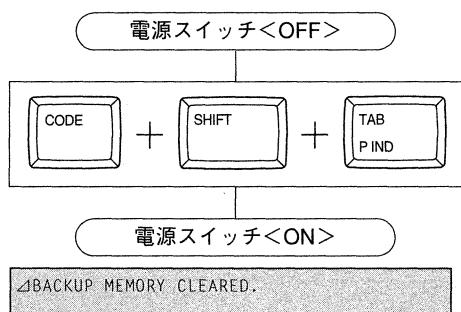 電源スイッチ<OFF>
CODE + SHIFT + TAB
P IND
電源スイッチ<ON>
⊿BACKUP MEMORY CLEARED.